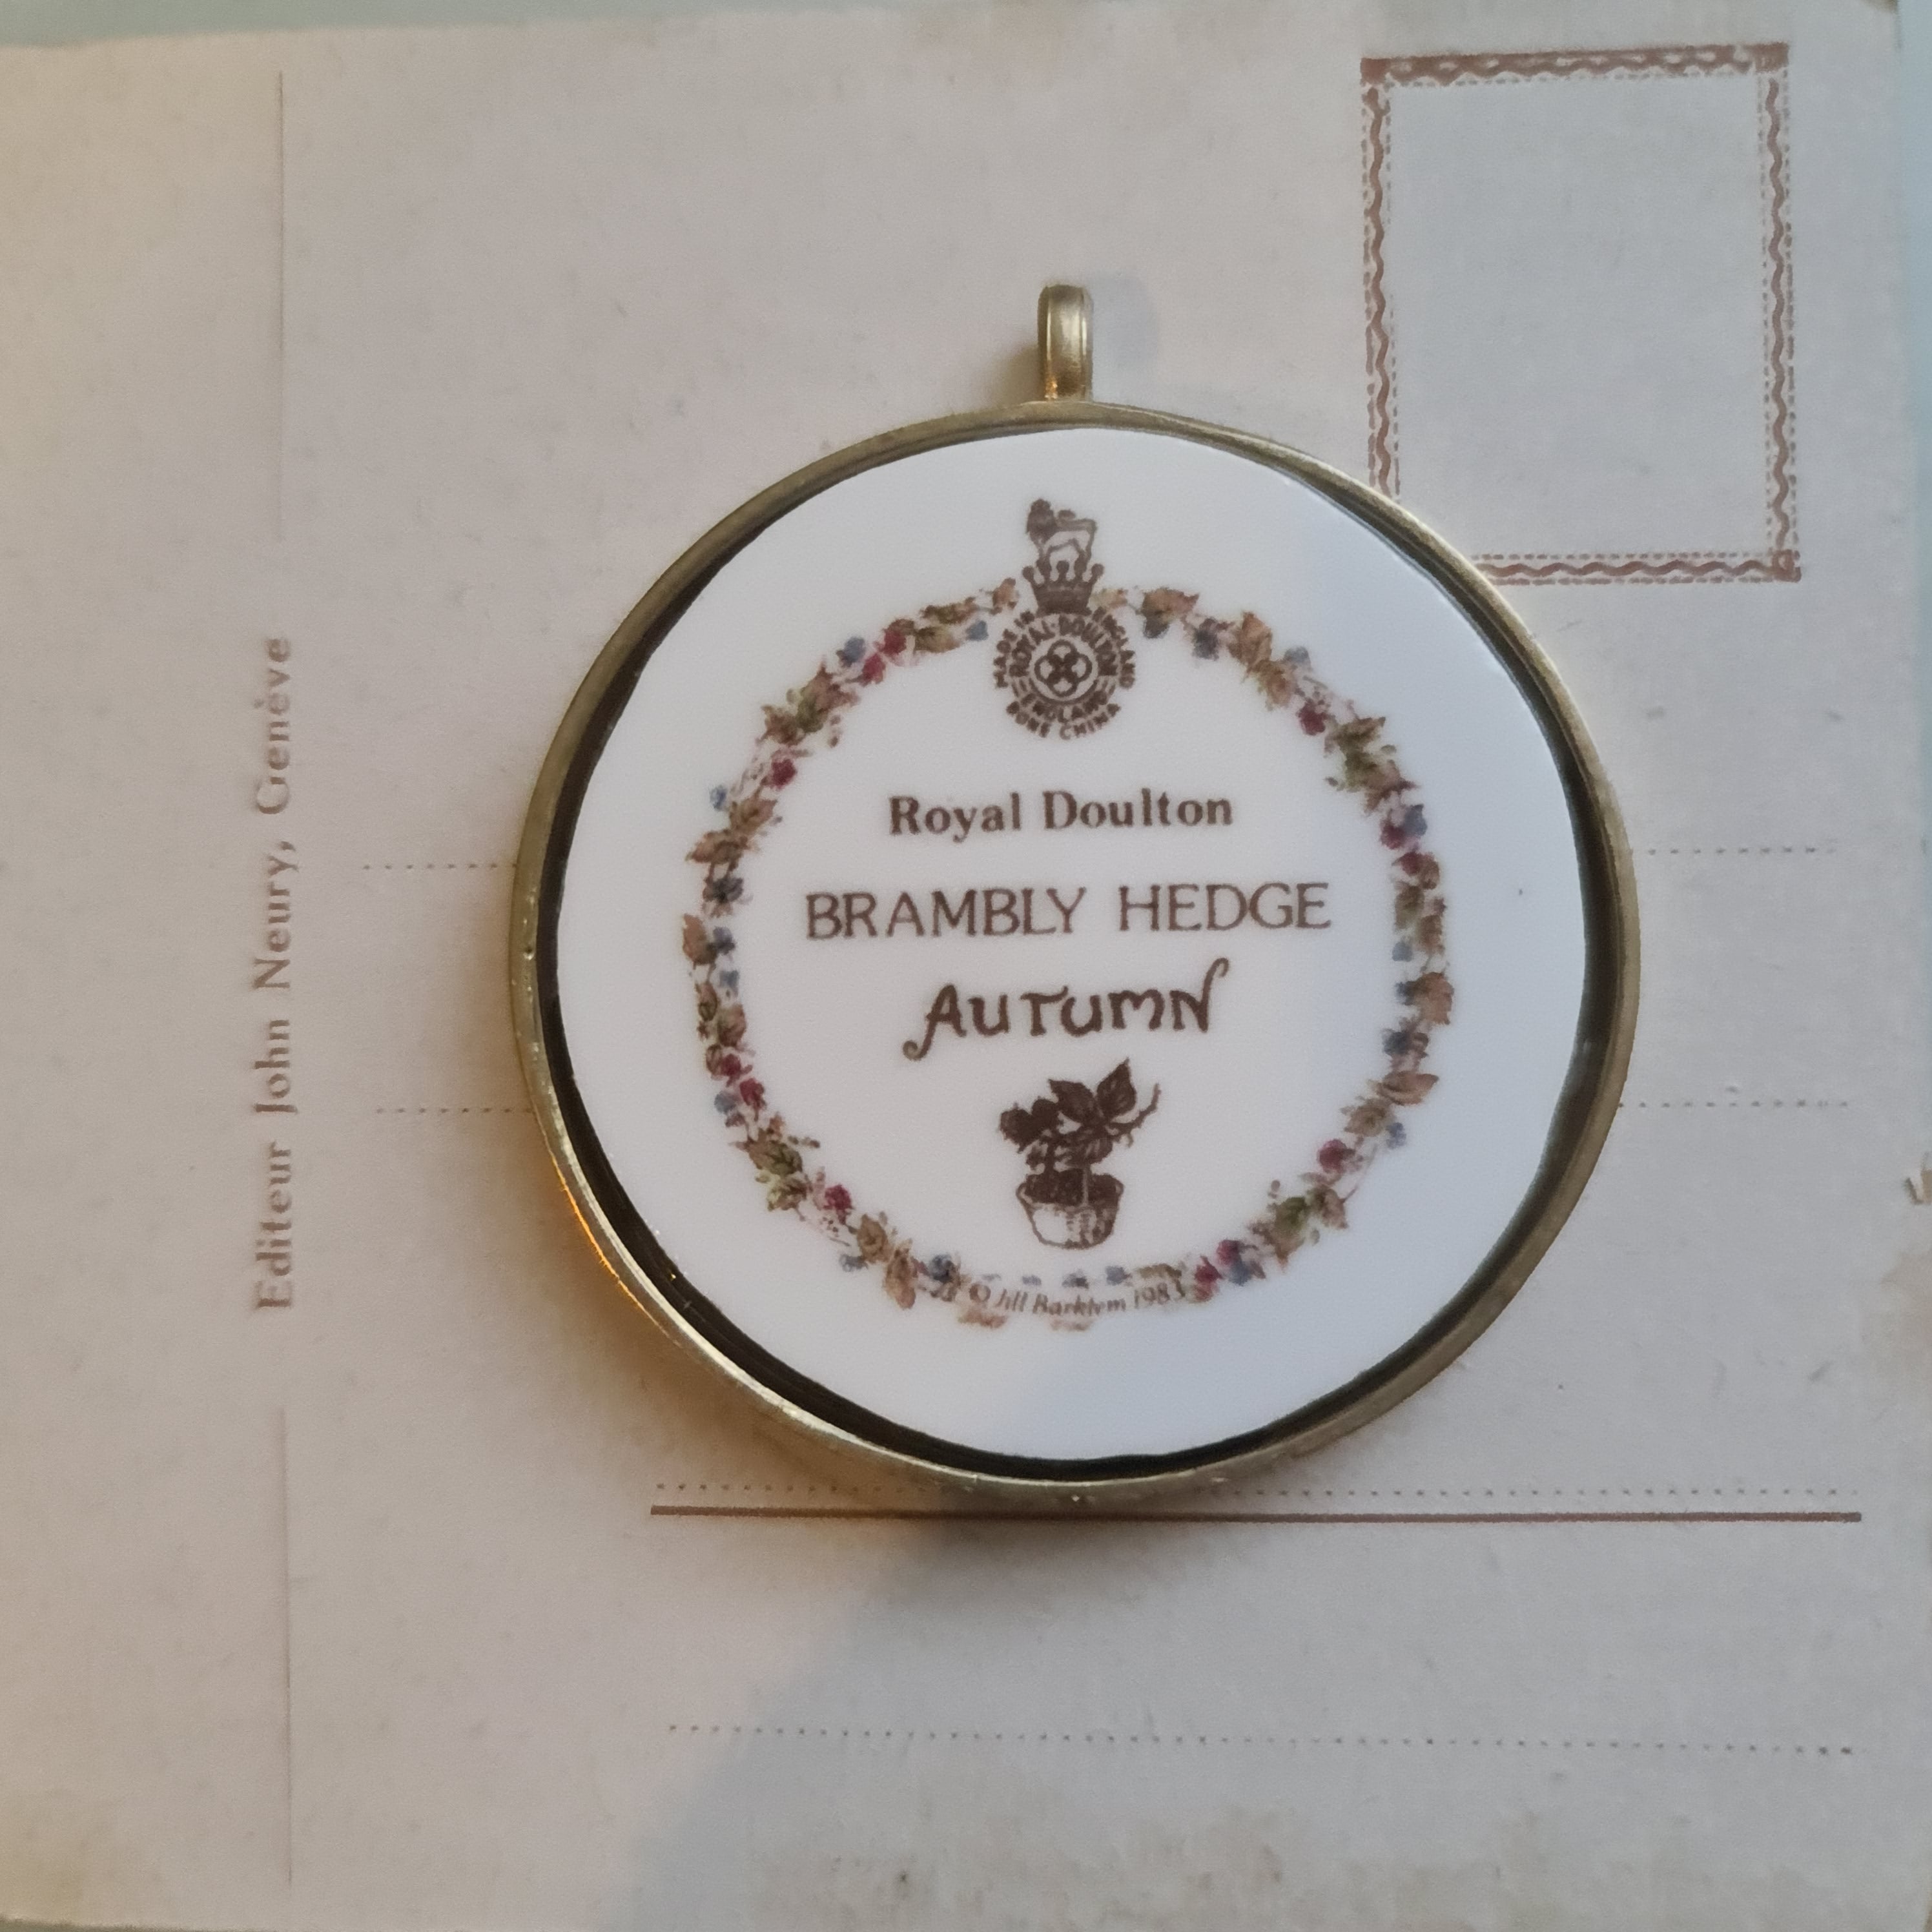 MADE IN ENGLAND
ROYAL·DOULTON
ENGLAND
BONE CHINA
Royal Doulton
BRAMBLY HEDGE
AUTUMN
© Jill Barklem 1983
Editeur John Neury, Genève